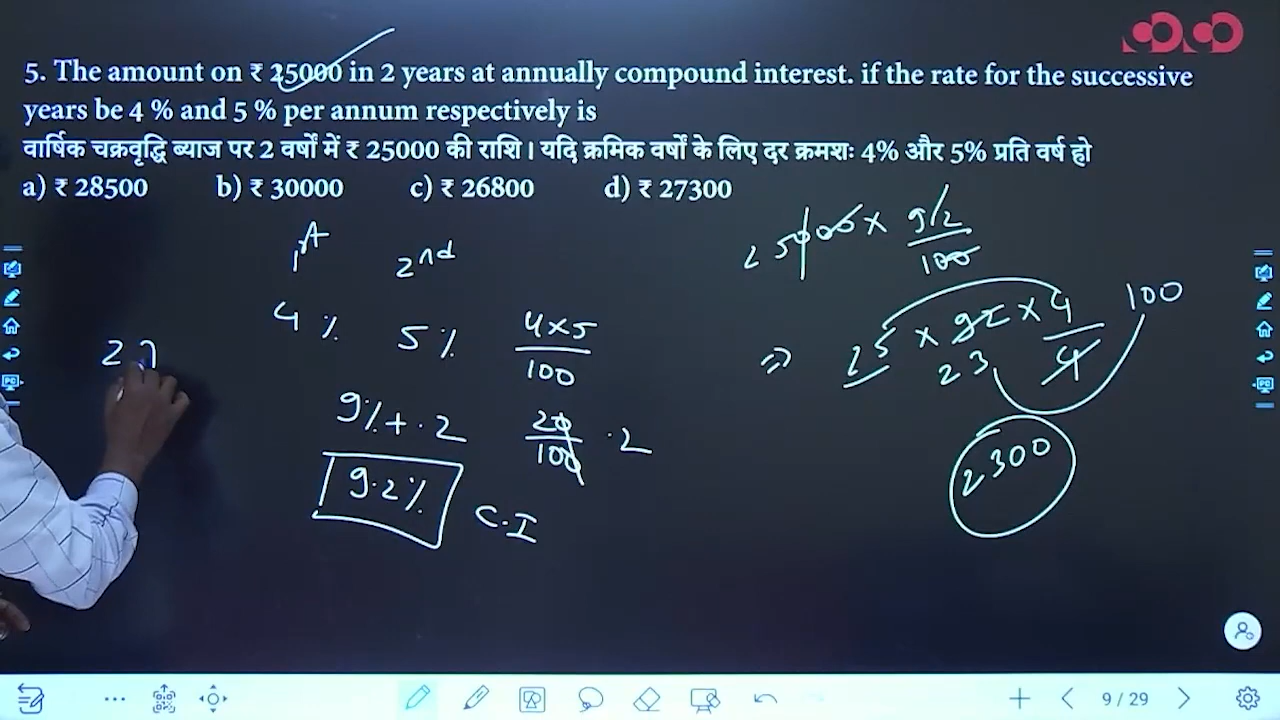 5. The amount on ₹ 25000 in 2 years at annually compound interest. if the rate for the successive
years be 4 % and 5 % per annum respectively is
वार्षिक चक्रवृद्धि ब्याज पर 2 वर्षों में ₹ 25000 की राशि । यदि क्रमिक वर्षों के लिए दर क्रमशः 4% और 5% प्रति वर्ष हो
a) ₹ 28500 b) ₹ 30000 c) ₹ 26800 d) ₹ 27300
2nd
4 % 5 % 4×5
100
9%+ ·2 20
100 ·2
9·2% C·I
25000 × 9/2
100
⇒ 25 × 92 × 4 100
23 4
2300
9 / 29